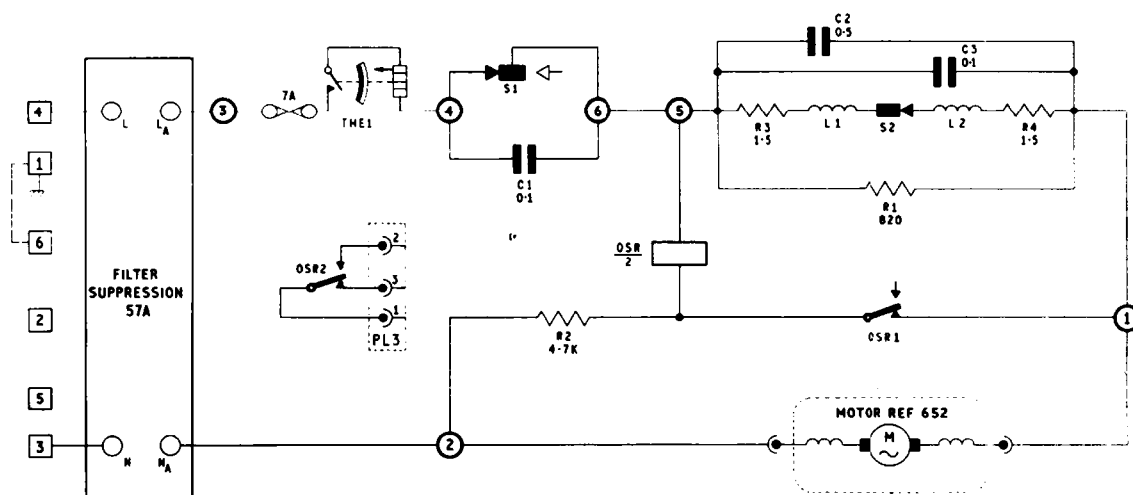 C2
0·5
C3
0·1
S1
7A
THE1
4
L
LA
3
4
6
5
R3
1·5
L1
S2
L2
R4
1·5
1
C1
0·1
R1
820
6
2
OSR2
3
1
PL3
OSR
2
FILTER
SUPPRESSION
57A
2
R2
4·7K
OSR1
1
5
MOTOR REF 652
M
3
N
NA
2